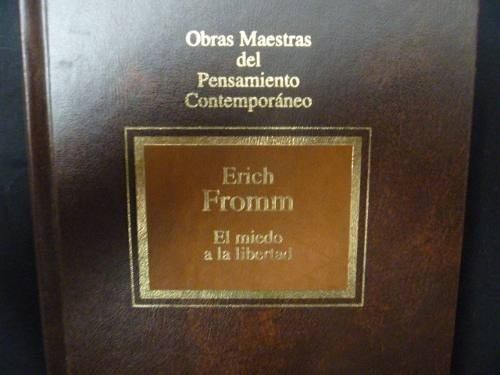 Obras Maestras
del
Pensamiento
Contemporáneo
Erich
Fromm
El miedo
a la libertad